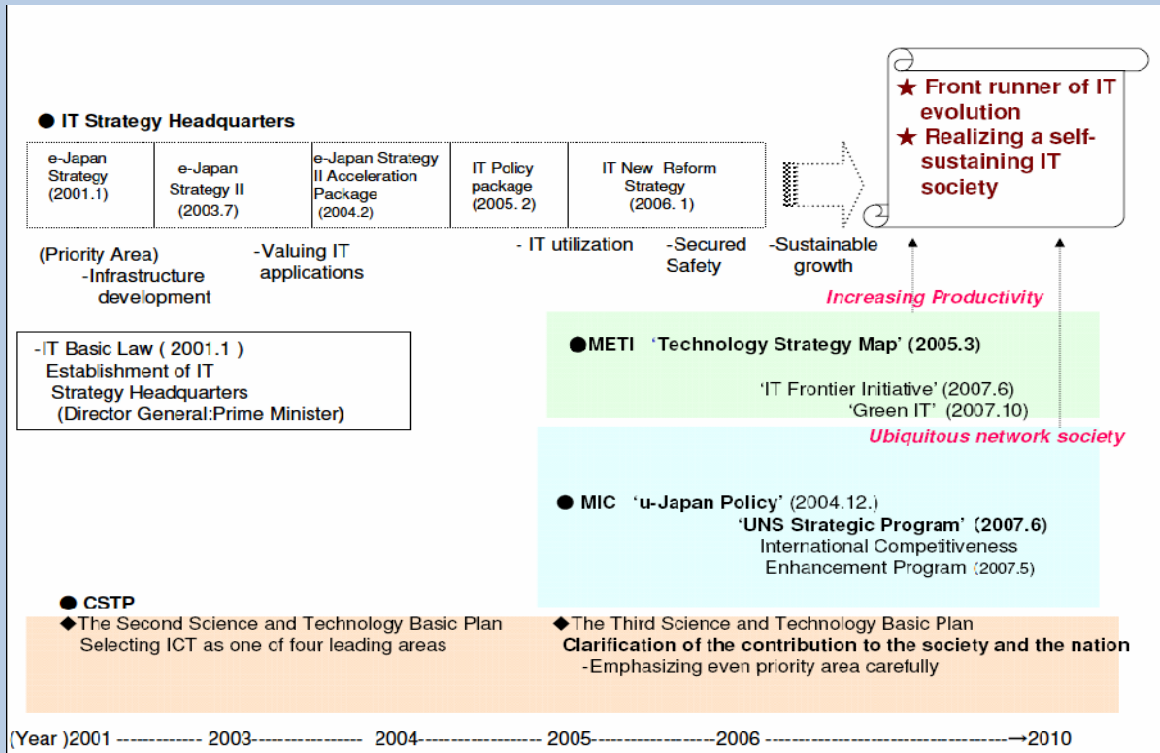 ★ Front runner of IT
evolution
★ Realizing a self-
sustaining IT
society
● IT Strategy Headquarters
e-Japan
Strategy
(2001.1)
e-Japan
Strategy II
(2003.7)
e-Japan Strategy
II Acceleration
Package
(2004.2)
IT Policy
package
(2005. 2)
IT New Reform
Strategy
(2006. 1)
(Priority Area)
-Infrastructure
development
-Valuing IT
applications
- IT utilization
-Secured
Safety
-Sustainable
growth
Increasing Productivity
-IT Basic Law ( 2001.1 )
Establishment of IT
Strategy Headquarters
(Director General:Prime Minister)
●METI ‘Technology Strategy Map’ (2005.3)
‘IT Frontier Initiative’ (2007.6)
‘Green IT’ (2007.10)
Ubiquitous network society
● MIC ‘u-Japan Policy’ (2004.12.)
‘UNS Strategic Program’ (2007.6)
International Competitiveness
Enhancement Program (2007.5)
● CSTP
◆The Second Science and Technology Basic Plan
Selecting ICT as one of four leading areas
◆The Third Science and Technology Basic Plan
Clarification of the contribution to the society and the nation
-Emphasizing even priority area carefully
(Year )2001 ------------- 2003----------------- 2004------------------- 2005------------------2006 ------------------------------------→2010